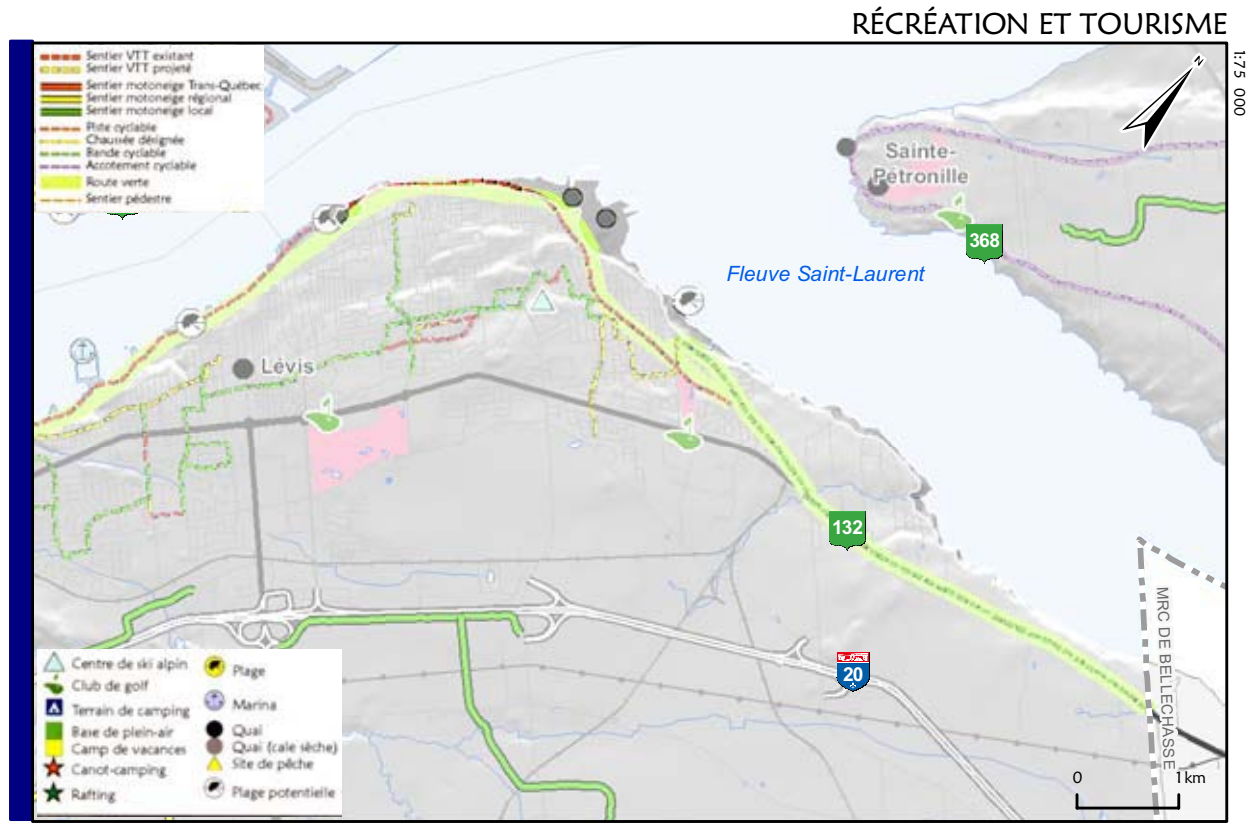 RÉCRÉATION ET TOURISME
1:75 000
Sentier VTT existant
Sentier VTT projeté
Sentier motoneige Trans-Québec
Sentier motoneige régional
Sentier motoneige local
Piste cyclable
Chaussée désignée
Bande cyclable
Accotement cyclable
Route verte
Sentier pédestre
N
Sainte-
Pétronille
368
Fleuve Saint-Laurent
Lévis
132
20
MRC DE BELLECHASSE
Centre de ski alpin
Club de golf
Terrain de camping
Base de plein-air
Camp de vacances
Canot-camping
Rafting
Plage
Marina
Quai
Quai (cale sèche)
Site de pêche
Plage potentielle
0 1 km